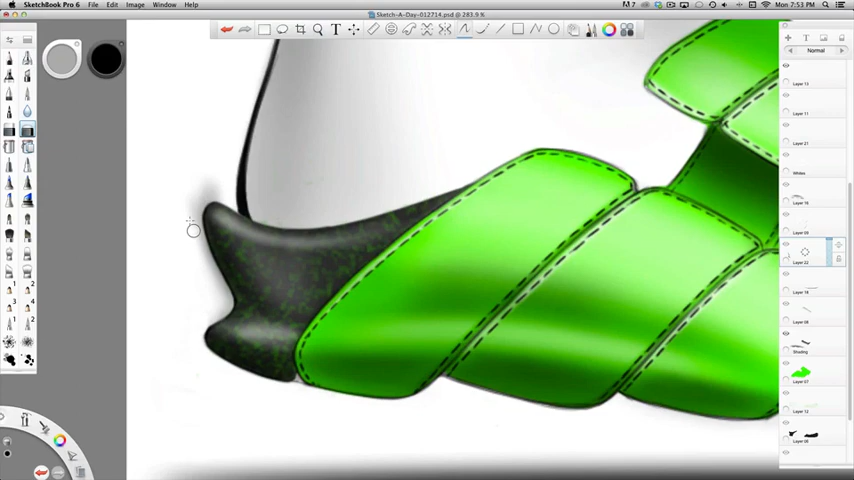 SketchBook Pro 6 File Edit Image Window Help
A 7
Mon 7:53 PM
Sketch-A-Day-012714.psd @ 283.9 %
T
T
Normal
Layer 13
Layer 11
Layer 21
Whites
Layer 16
Layer 09
Layer 22
Layer 18
Layer 08
Shading
Layer 07
Layer 12
Layer 06